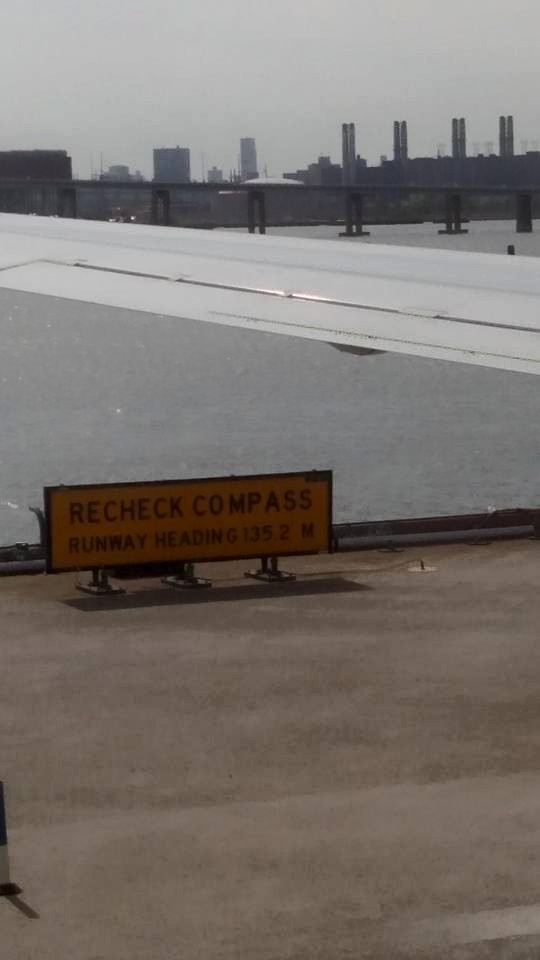 RECHECK COMPASS
RUNWAY HEADING 135.2 M